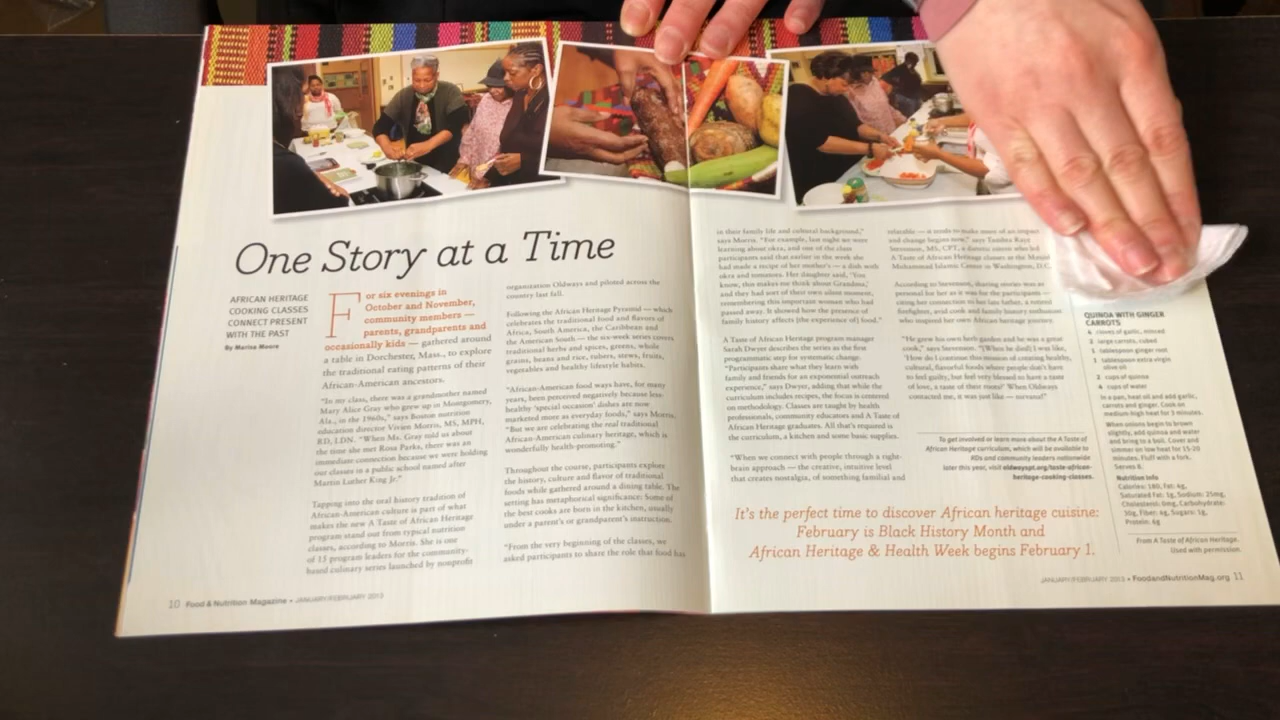 One Story at a Time
AFRICAN HERITAGE
COOKING CLASSES
CONNECT PRESENT
WITH THE PAST
By Marisa Moore
For six evenings in
October and November,
community members —
parents, grandparents and
occasionally kids — gathered around
a table in Dorchester, Mass., to explore
the traditional eating patterns of their
African-American ancestors.
"In my class, there was a grandmother named
Mary Alice Gray who grew up in Montgomery,
Ala., in the 1960s," says Boston nutrition
education director Vivien Morris, MS, MPH,
RD, LDN. "When Ms. Gray told us about
the time she met Rosa Parks, there was an
immediate connection because we were holding
our classes in a public school named after
Martin Luther King Jr."
Tapping into the oral history tradition of
African-American culture is part of what
makes the new A Taste of African Heritage
program stand out from typical nutrition
classes, according to Morris. She is one
of 15 program leaders for the community-
based culinary series launched by nonprofit
organization Oldways and piloted across the
country last fall.
Following the African Heritage Pyramid — which
celebrates the traditional food and flavors of
Africa, South America, the Caribbean and
the American South — the six-week series covers
traditional herbs and spices, greens, whole
grains, beans and rice, tubers, stews, fruits,
vegetables and healthy lifestyle habits.
"African-American food ways have, for many
years, been perceived negatively because less-
healthy 'special occasion' dishes are now
marketed more as everyday foods," says Morris.
"But we are celebrating the real traditional
African-American culinary heritage, which is
wonderfully health-promoting."
Throughout the course, participants explore
the history, culture and flavor of traditional
foods while gathered around a dining table. The
setting has metaphorical significance: Some of
the best cooks are born in the kitchen, usually
under a parent's or grandparent's instruction.
"From the very beginning of the classes, we
asked participants to share the role that food has
10 Food & Nutrition Magazine • JANUARY/FEBRUARY 2013
in their family life and cultural background,"
says Morris. "For example, last night we were
learning about okra, and one of the class
participants said that earlier in the week she
had made a recipe of her mother's — a dish with
okra and tomatoes. Her daughter said, 'You
know, this makes me think about Grandma,'
and they had sort of their own silent moment,
remembering this important woman who had
passed away. It showed how the presence of
family history affects [the experience of] food."
A Taste of African Heritage program manager
Sarah Dwyer describes the series as the first
programmatic step for systematic change.
"Participants share what they learn with
family and friends for an exponential outreach
experience," says Dwyer, adding that while the
curriculum includes recipes, the focus is centered
on methodology. Classes are taught by health
professionals, community educators and A Taste of
African Heritage graduates. All that's required is
the curriculum, a kitchen and some basic supplies.
"When we connect with people through a right-
brain approach — the creative, intuitive level
that creates nostalgia, of something familial and
relatable — it tends to make more of an impact
and change begins now," says Tambra Raye
Stevenson, MS, CPT, a director who led
A Taste of African Heritage classes at the Masjid
Muhammad Islamic Center in Washington, D.C.
According to Stevenson, sharing stories was as
personal for her as it was for the participants —
citing her connection to her late father, a retired
firefighter, avid cook and family history enthusiast
who inspired her own African heritage journey.
"He grew his own herb garden and he was a great
cook," says Stevenson. "[When he died] I was like,
'How do I continue this mission of creating healthy,
cultural, flavorful foods where people don't have
to feel guilty, but feel very blessed to have a taste
of love, a taste of their roots?' When Oldways
contacted me, it was just like — nirvana!"
To get involved or learn more about the A Taste of
African Heritage curriculum, which will be available to
RDs and community leaders nationwide
later this year, visit oldwayspt.org/taste-african-
heritage-cooking-classes.
It's the perfect time to discover African heritage cuisine:
February is Black History Month and
African Heritage & Health Week begins February 1.
QUINOA WITH GINGER
CARROTS
4 cloves of garlic, minced
2 large carrots, cubed
1 tablespoon ginger root
1 tablespoon extra virgin
olive oil
2 cups of quinoa
4 cups of water
In a pan, heat oil and add garlic,
carrots and ginger. Cook on
medium-high heat for 3 minutes.
When onions begin to brown
slightly, add quinoa and water
and bring to a boil. Cover and
simmer on low heat for 15-20
minutes. Fluff with a fork.
Serves 8.
Nutrition Info
Calories: 180, Fat: 4g,
Saturated Fat: 1g, Sodium: 25mg,
Cholesterol: 0mg, Carbohydrate:
30g, Fiber: 4g, Sugars: 1g,
Protein: 6g
From A Taste of African Heritage.
Used with permission.
JANUARY/FEBRUARY 2013 • FoodandNutritionMag.org 11